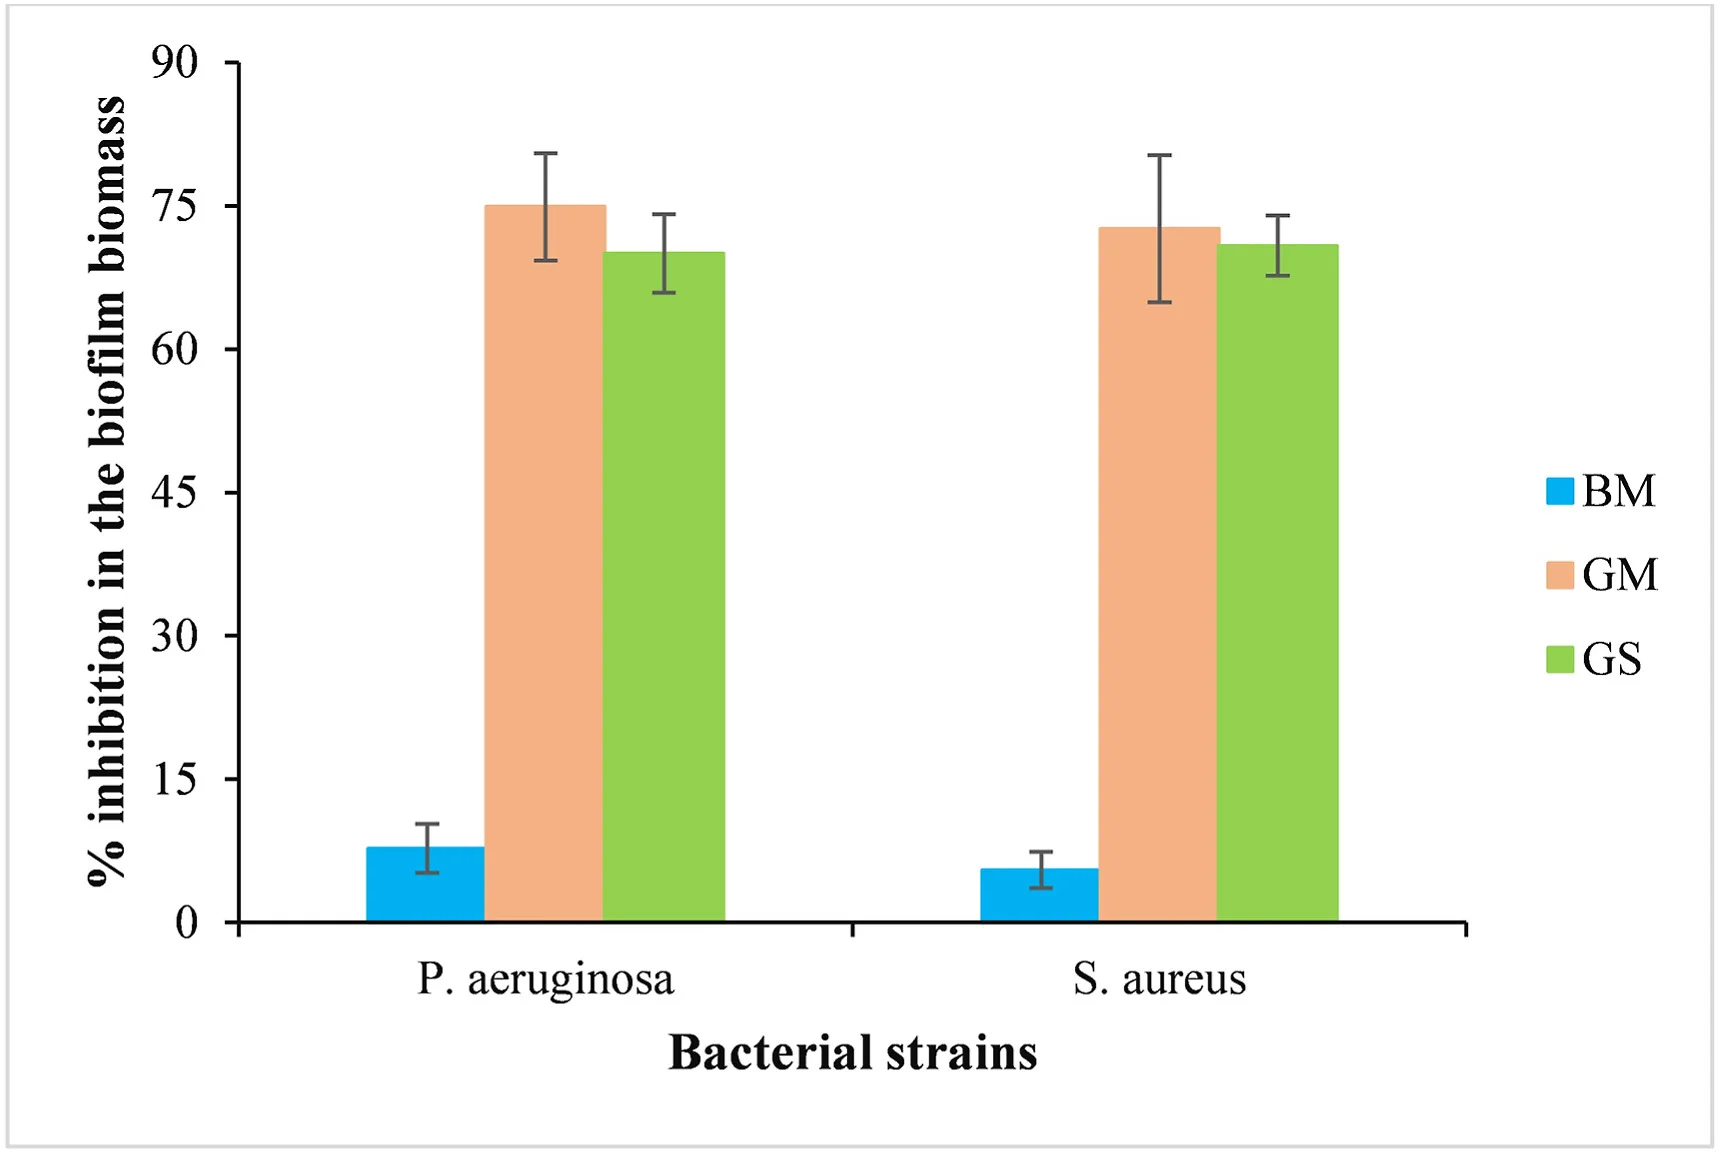 % inhibition in the biofilm biomass
90
75
60
45
30
15
0
P. aeruginosa
S. aureus
Bacterial strains
BM
GM
GS